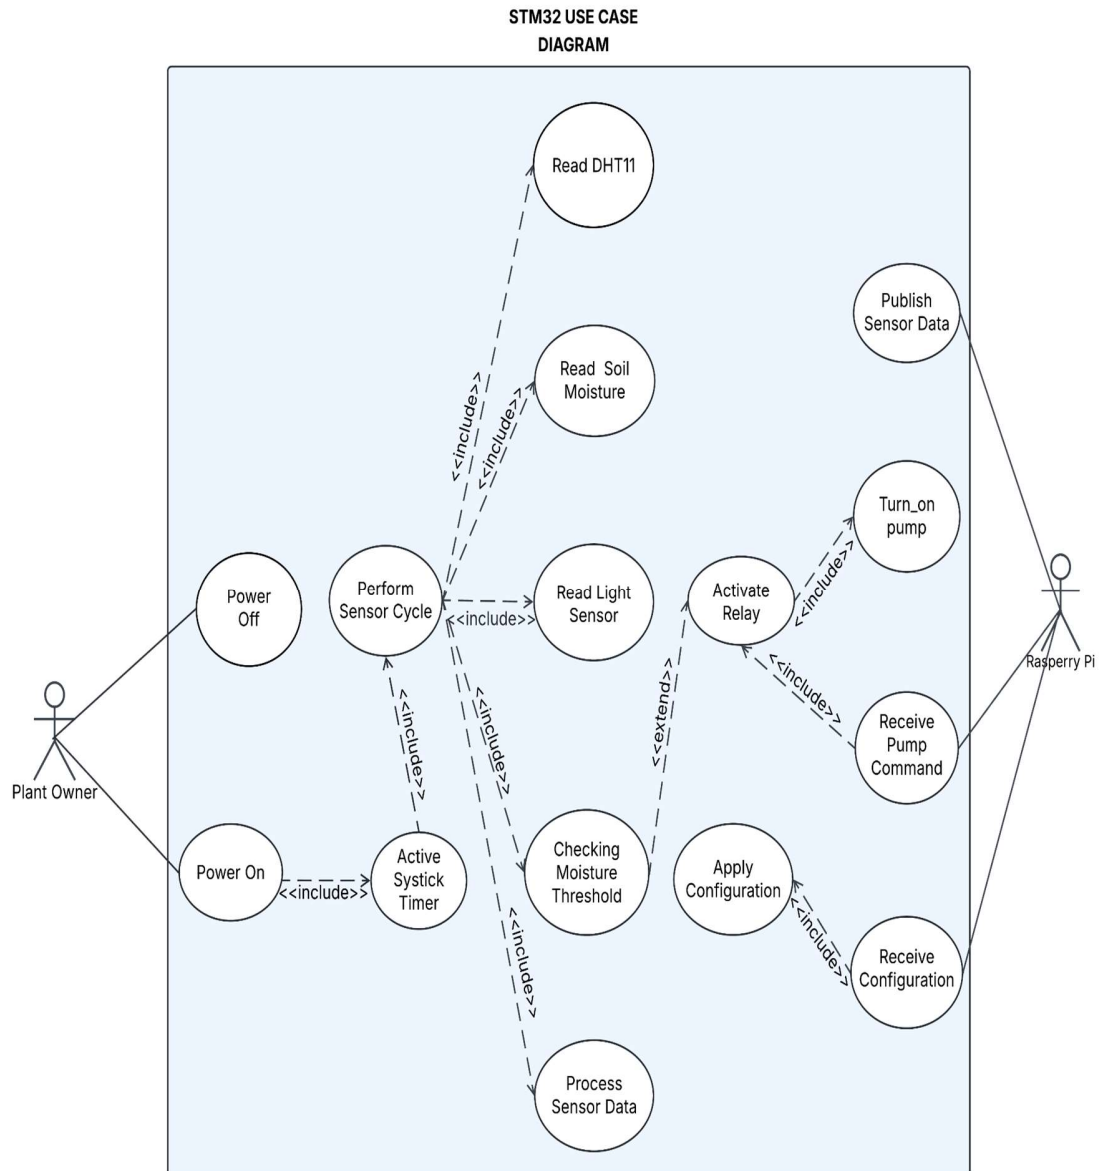 STM32 USE CASE
DIAGRAM
Read DHT11
Publish
Sensor Data
Read Soil
Moisture
<<include>>
<<include>>
Turn_on
pump
<<include>>
Power
Off
Perform
Sensor Cycle
<<include>>
Read Light
Sensor
Activate
Relay
Rasperry Pi
<<include>>
<<include>>
<<include>>
<<extend>>
Receive
Pump
Command
Plant Owner
Power On
<<include>>
Active
Systick
Timer
Checking
Moisture
Threshold
Apply
Configuration
<<include>>
Receive
Configuration
<<include>>
Process
Sensor Data